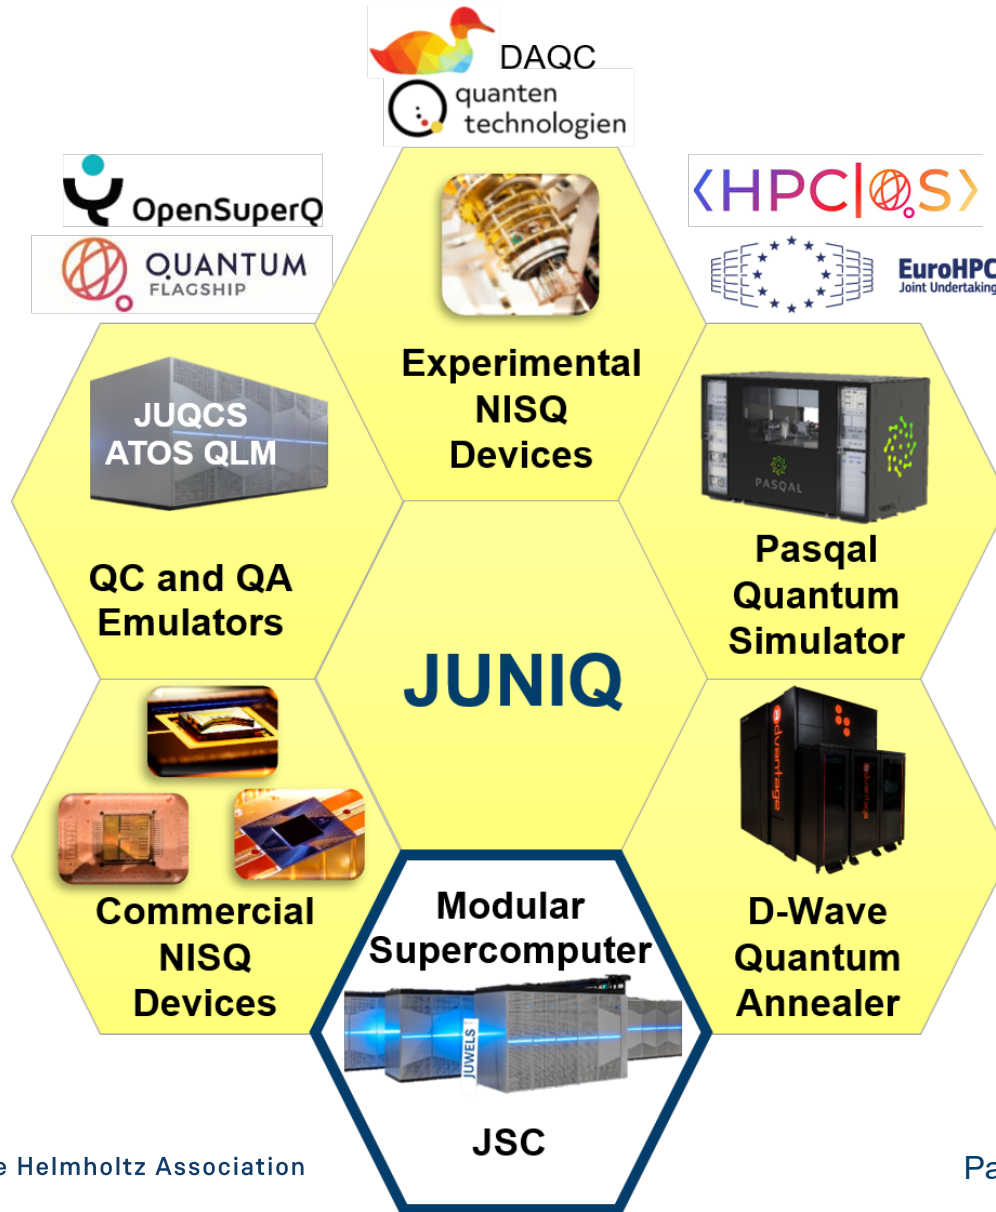 DAQC
quanten
technologien
OpenSuperQ
QUANTUM
FLAGSHIP
<HPC|QS>
EuroHPC
Joint Undertaking
Experimental
NISQ
Devices
JUQCS
ATOS QLM
QC and QA
Emulators
PASQAL
Pasqal
Quantum
Simulator
JUNIQ
Commercial
NISQ
Devices
Modular
Supercomputer
JUWELS
JSC
advantage
advantage
D-Wave
Quantum
Annealer
e Helmholtz Association
Pa